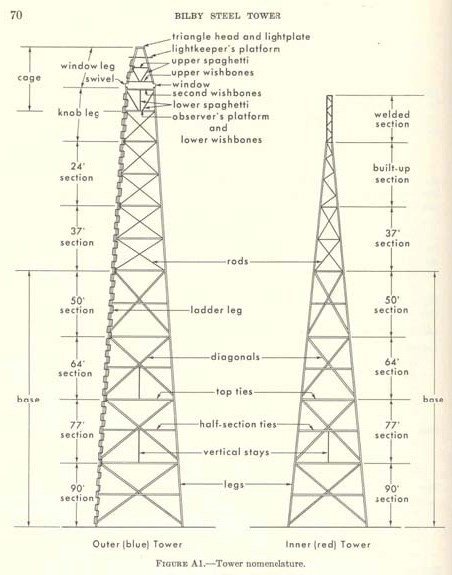 70
BILBY STEEL TOWER
triangle head and lightplate
lightkeeper's platform
upper spaghetti
upper wishbones
window
second wishbones
lower spaghetti
observer's platform
and
lower wishbones
cage
window leg
swivel
knob leg
24'
section
37'
section
50'
section
64'
section
77'
section
90'
section
base
rods
ladder leg
diagonals
top ties
half-section ties
vertical stays
legs
welded
section
built-up
section
37'
section
50'
section
64'
section
77'
section
90'
section
base
Outer (blue) Tower
Inner (red) Tower
FIGURE A1.—Tower nomenclature.